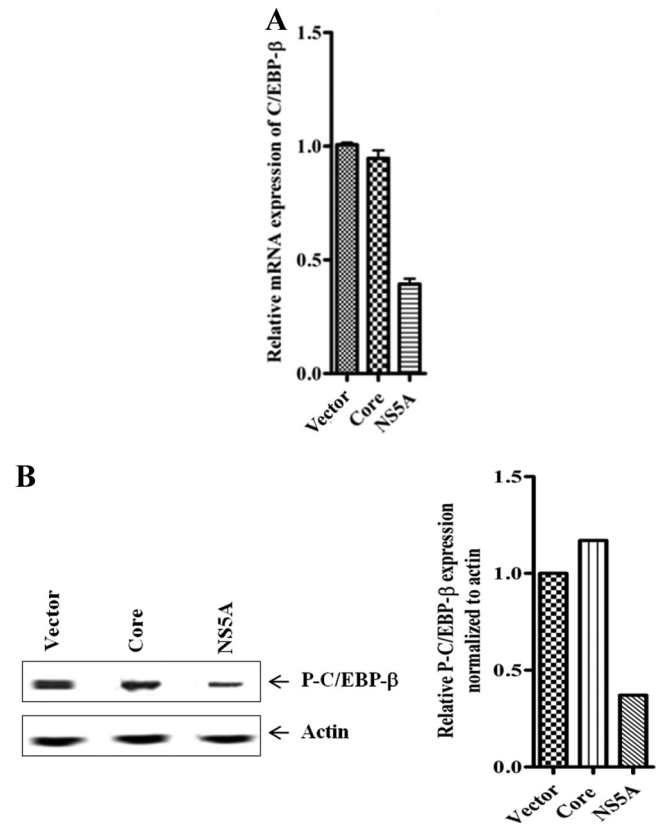 A
Relative mRNA expression of C/EBP-β
1.5
1.0
0.5
0.0
Vector
Core
NS5A
B
Vector
Core
NS5A
P-C/EBP-β
Actin
Relative P-C/EBP-β expression
normalized to actin
1.5
1.0
0.5
0.0
Vector
Core
NS5A